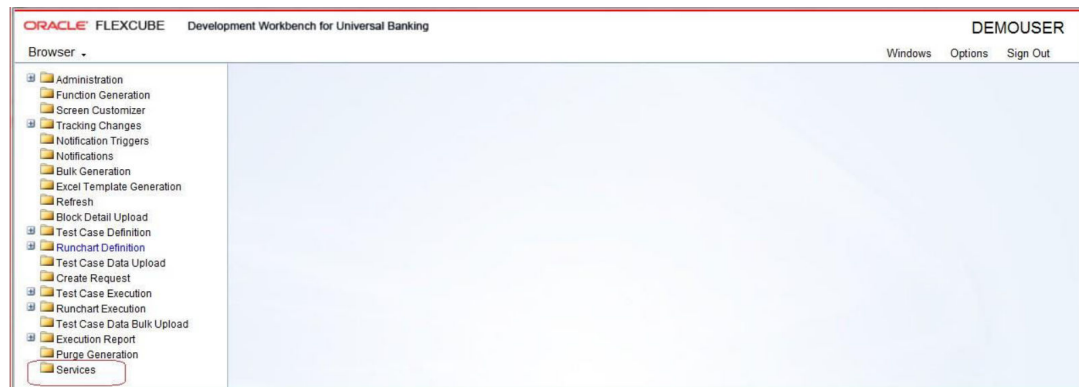 ORACLE FLEXCUBE Development Workbench for Universal Banking DEMOUSER
Browser Windows Options Sign Out
Administration
Function Generation
Screen Customizer
Tracking Changes
Notification Triggers
Notifications
Bulk Generation
Excel Template Generation
Refresh
Block Detail Upload
Test Case Definition
Runchart Definition
Test Case Data Upload
Create Request
Test Case Execution
Runchart Execution
Test Case Data Bulk Upload
Execution Report
Purge Generation
Services